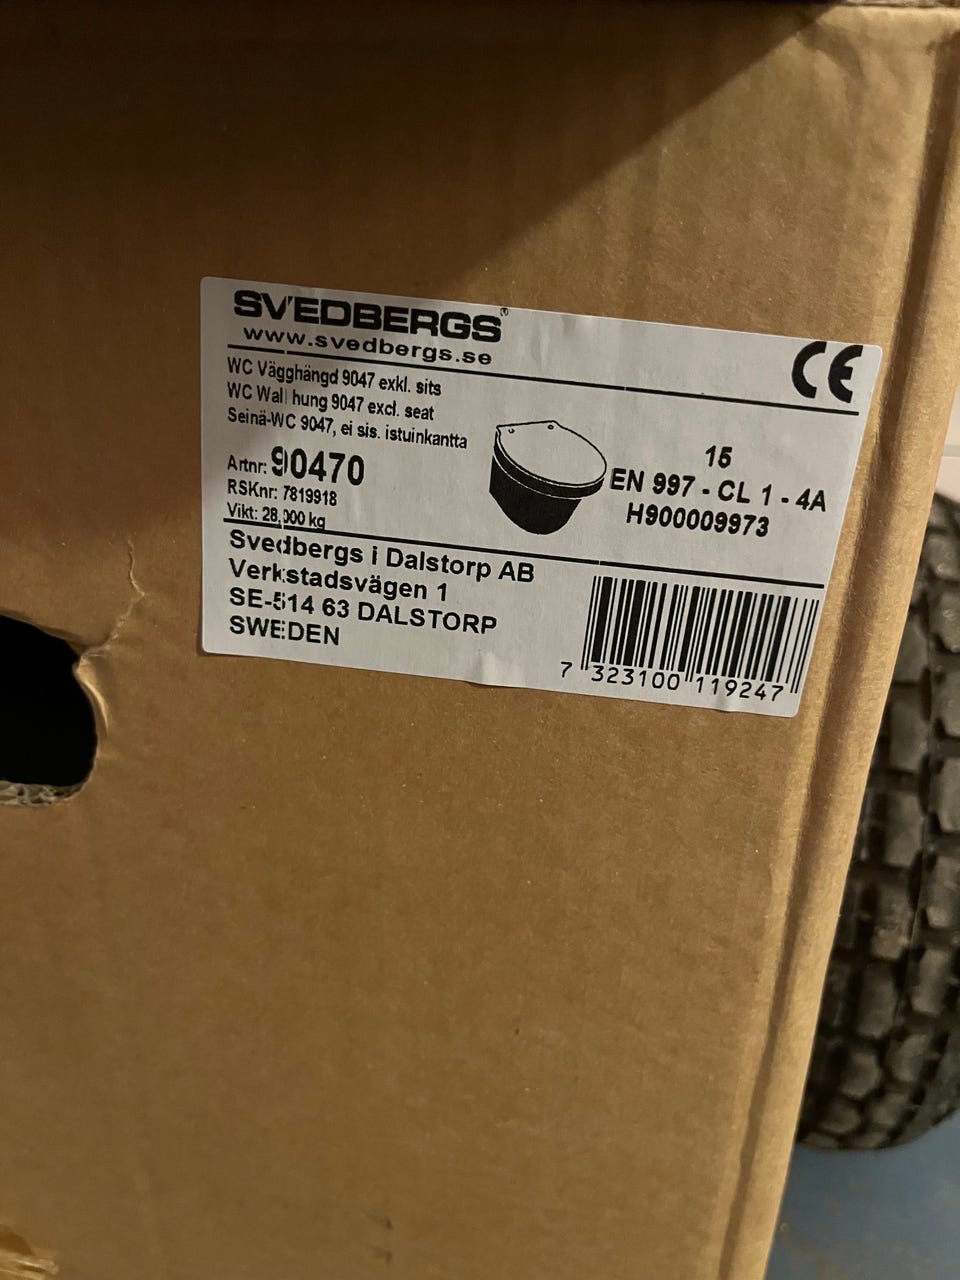 SVEDBERGS®
www.svedbergs.se
CE
WC Vägghängd 9047 exkl. sits
WC Wall hung 9047 excl. seat
Seinä-WC 9047, ei sis. istuinkantta
Artnr: 90470
RSKnr: 7819918
Vikt: 28,000 kg
15
EN 997 - CL 1 - 4A
H900009973
Svedbergs i Dalstorp AB
Verkstadsvägen 1
SE-514 63 DALSTORP
SWEDEN
7 323100 119247